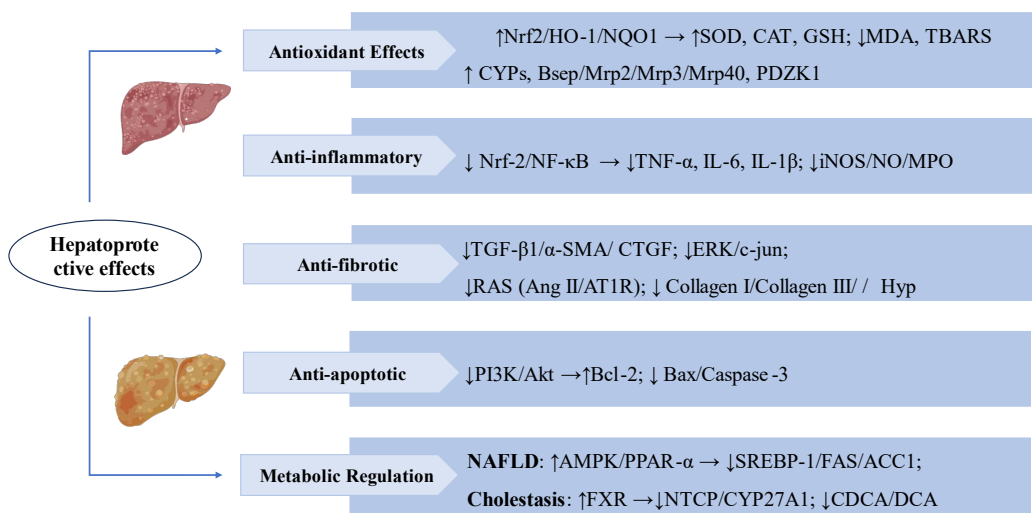 Antioxidant Effects
↑Nrf2/HO-1/NQO1 → ↑SOD, CAT, GSH; ↓MDA, TBARS
↑ CYPs, Bsep/Mrp2/Mrp3/Mrp40, PDZK1
Anti-inflammatory
↓ Nrf-2/NF-κB → ↓TNF-α, IL-6, IL-1β; ↓iNOS/NO/MPO
Hepatoprote
ctive effects
Anti-fibrotic
↓TGF-β1/α-SMA/ CTGF; ↓ERK/c-jun;
↓RAS (Ang II/AT1R); ↓ Collagen I/Collagen III/ / Hyp
Anti-apoptotic
↓PI3K/Akt →↑Bcl-2; ↓ Bax/Caspase-3
Metabolic Regulation
NAFLD: ↑AMPK/PPAR-α → ↓SREBP-1/FAS/ACC1;
Cholestasis: ↑FXR →↓NTCP/CYP27A1; ↓CDCA/DCA